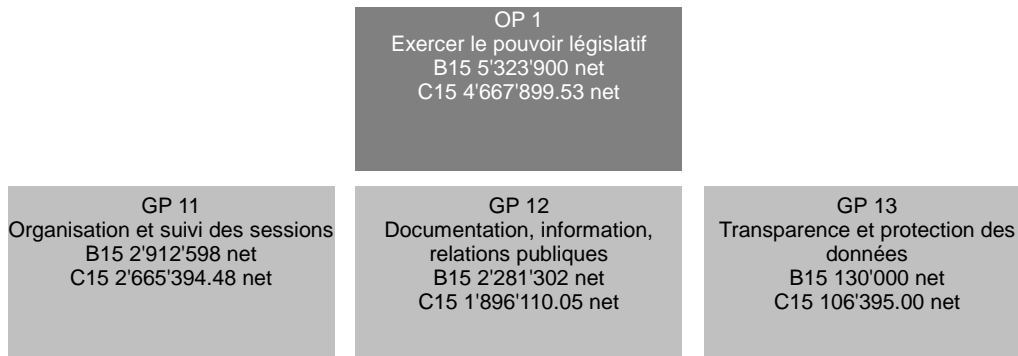 OP 1
Exercer le pouvoir législatif
B15 5'323'900 net
C15 4'667'899.53 net
GP 11
Organisation et suivi des sessions
B15 2'912'598 net
C15 2'665'394.48 net
GP 12
Documentation, information,
relations publiques
B15 2'281'302 net
C15 1'896'110.05 net
GP 13
Transparence et protection des
données
B15 130'000 net
C15 106'395.00 net